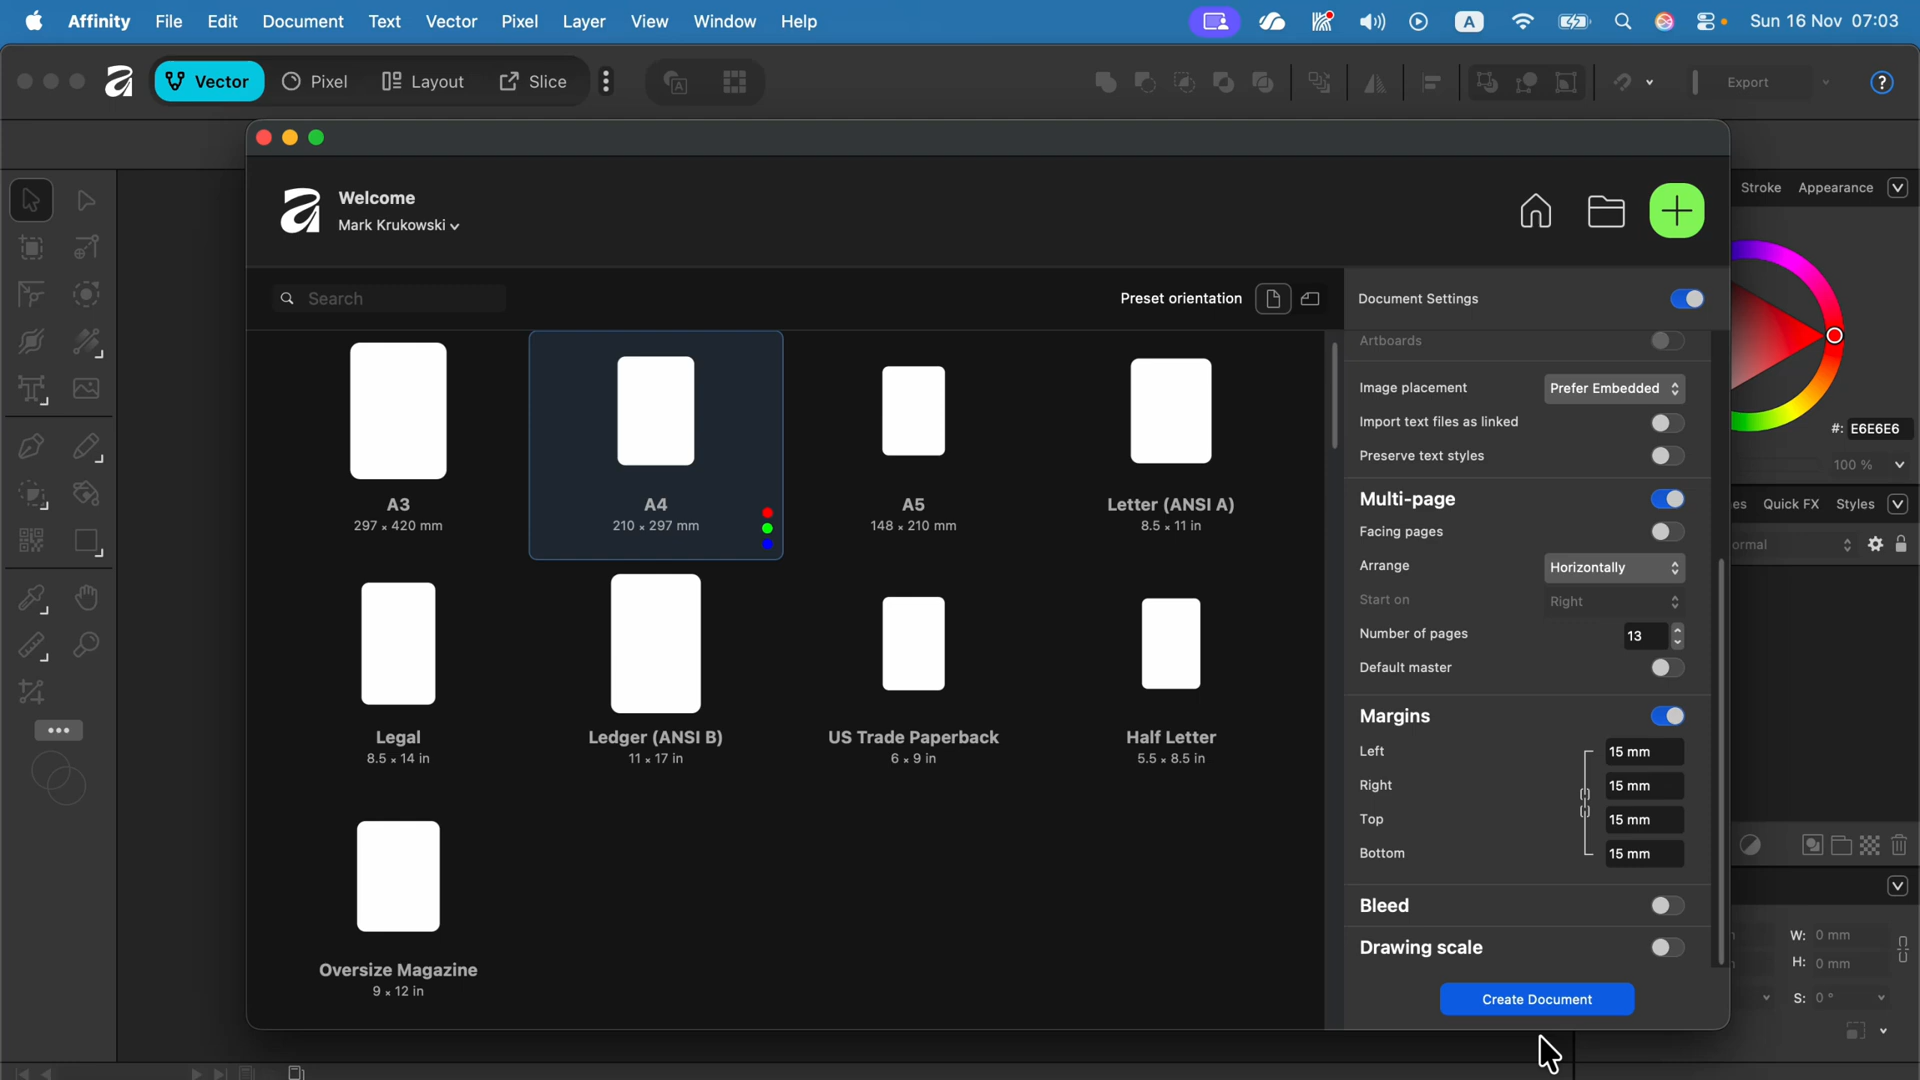 Affinity File Edit Document Text Vector Pixel Layer View Window Help A Sun 16 Nov 07:03
Vector Pixel Layout Slice Export ?
Welcome
Mark Krukowski
Stroke Appearance
Search
Preset orientation
Document Settings
Artboards
Image placement Prefer Embedded
Import text files as linked
#: E6E6E6
Preserve text styles
100 %
A3
297 × 420 mm
A4
210 × 297 mm
A5
148 × 210 mm
Letter (ANSI A)
8.5 × 11 in
Multi-page
es Quick FX Styles
Facing pages
ormal
Arrange Horizontally
Start on Right
Number of pages 13
Default master
Legal
8.5 × 14 in
Ledger (ANSI B)
11 × 17 in
US Trade Paperback
6 × 9 in
Half Letter
5.5 × 8.5 in
Margins
Left 15 mm
Right 15 mm
Top 15 mm
Bottom 15 mm
Bleed
Drawing scale
W: 0 mm
H: 0 mm
S: 0 °
Oversize Magazine
9 × 12 in
Create Document